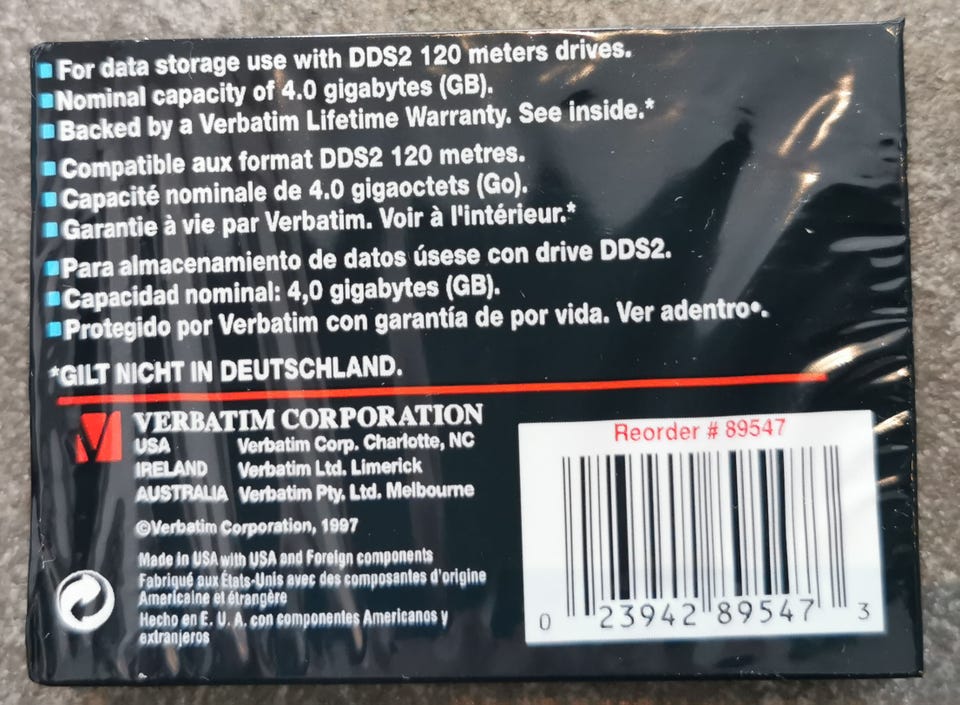 For data storage use with DDS2 120 meters drives.
Nominal capacity of 4.0 gigabytes (GB).
Backed by a Verbatim Lifetime Warranty. See inside.*
Compatible aux format DDS2 120 metres.
Capacité nominale de 4.0 gigaoctets (Go).
Garantie à vie par Verbatim. Voir à l'intérieur.*
Para almacenamiento de datos úsese con drive DDS2.
Capacidad nominal: 4,0 gigabytes (GB).
Protegido por Verbatim con garantía de por vida. Ver adentro*.
*GILT NICHT IN DEUTSCHLAND.
VERBATIM CORPORATION
USA Verbatim Corp. Charlotte, NC
IRELAND Verbatim Ltd. Limerick
AUSTRALIA Verbatim Pty. Ltd. Melbourne
©Verbatim Corporation, 1997
Made in USA with USA and Foreign components
Fabriqué aux États-Unis avec des composantes d'origine
Americaine et étrangère
Hecho en E. U. A. con componentes Americanos y
extranjeros
Reorder # 89547
0 23942 89547 3